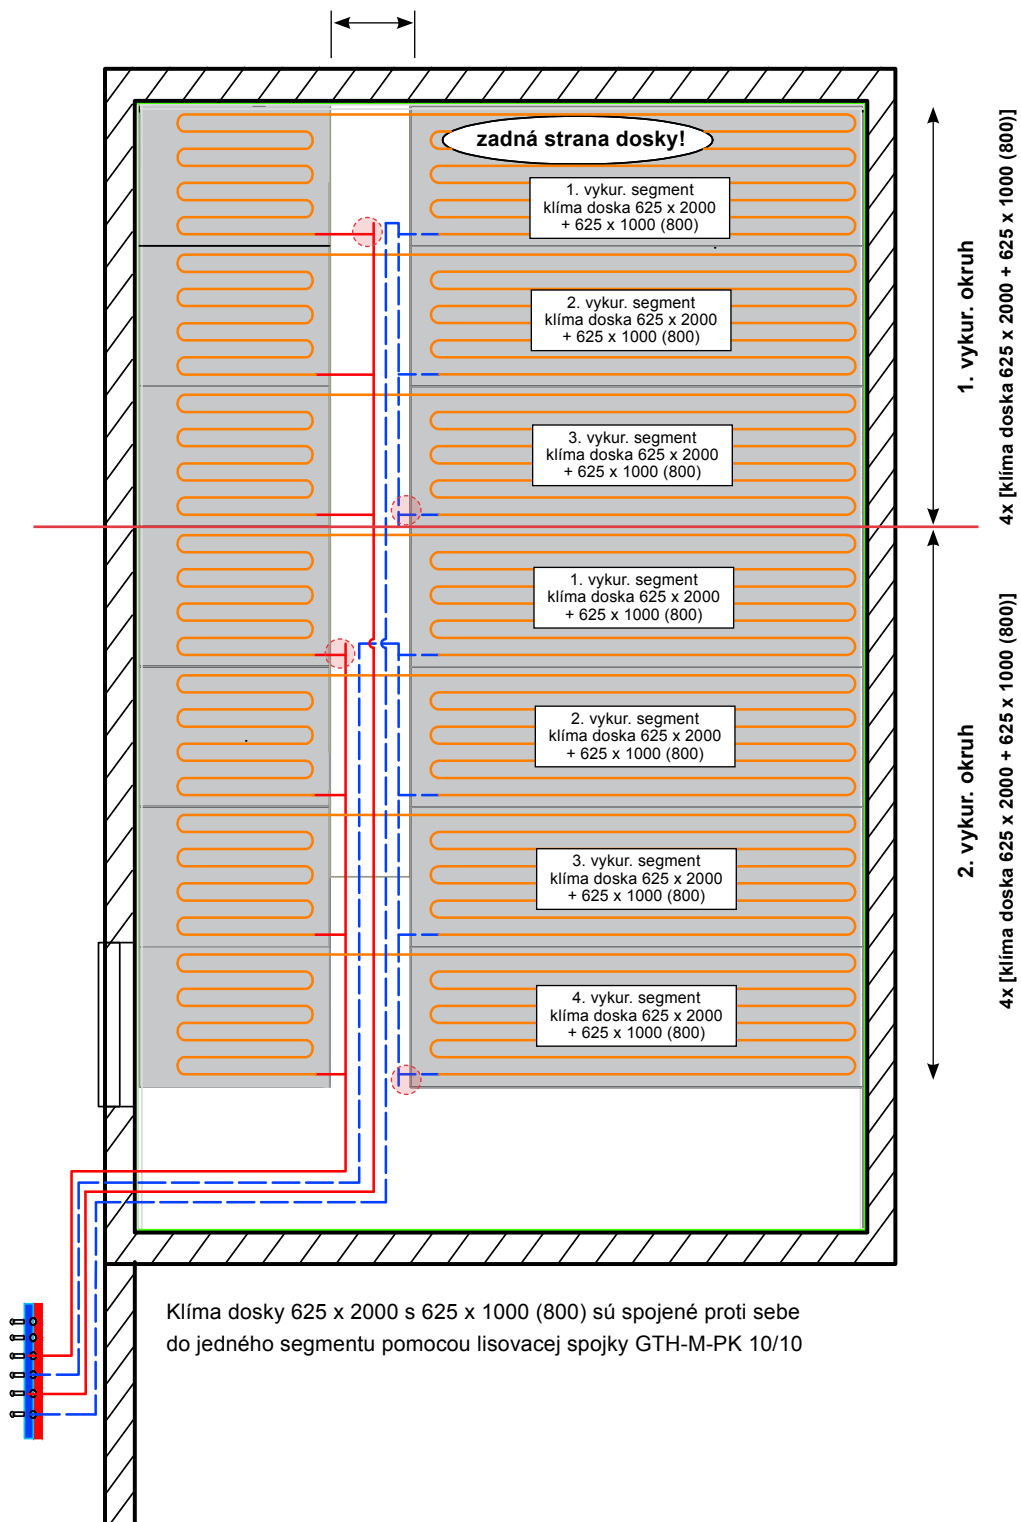 zadná strana dosky!
1. vykur. segment
klíma doska 625 x 2000
+ 625 x 1000 (800)
2. vykur. segment
klíma doska 625 x 2000
+ 625 x 1000 (800)
3. vykur. segment
klíma doska 625 x 2000
+ 625 x 1000 (800)
1. vykur. okruh
4x [klíma doska 625 x 2000 + 625 x 1000 (800)]
1. vykur. segment
klíma doska 625 x 2000
+ 625 x 1000 (800)
2. vykur. segment
klíma doska 625 x 2000
+ 625 x 1000 (800)
3. vykur. segment
klíma doska 625 x 2000
+ 625 x 1000 (800)
4. vykur. segment
klíma doska 625 x 2000
+ 625 x 1000 (800)
2. vykur. okruh
4x [klíma doska 625 x 2000 + 625 x 1000 (800)]
Klíma dosky 625 x 2000 s 625 x 1000 (800) sú spojené proti sebe
do jedného segmentu pomocou lisovacej spojky GTH-M-PK 10/10